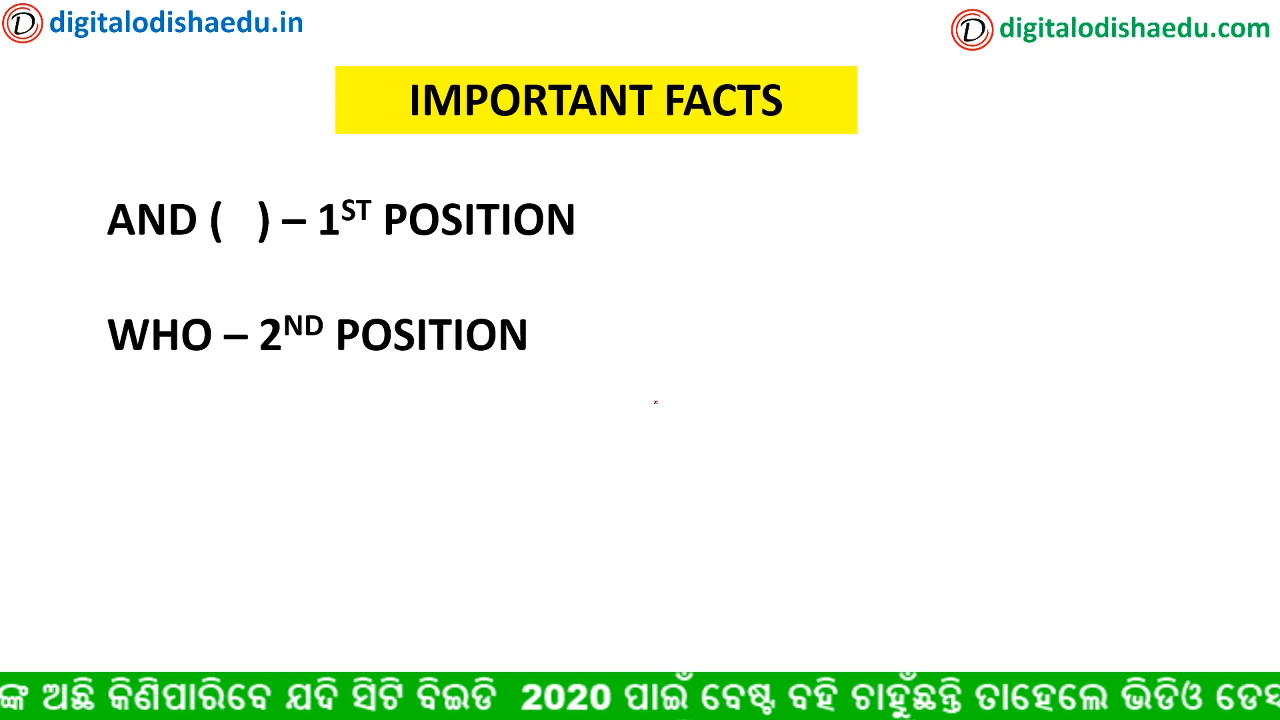 digitalodishaedu.in
digitalodishaedu.com
IMPORTANT FACTS
AND (   ) – 1ST POSITION
WHO – 2ND POSITION
ଙ୍କ ଅଛି କିଣିପାରିବେ ଯଦି ସିଟି ବିଇଡି 2020 ପାଇଁ ବେଷ୍ଟ ବହି ଚାହୁଁଛନ୍ତି ତାହେଲେ ଭିଡିଓ